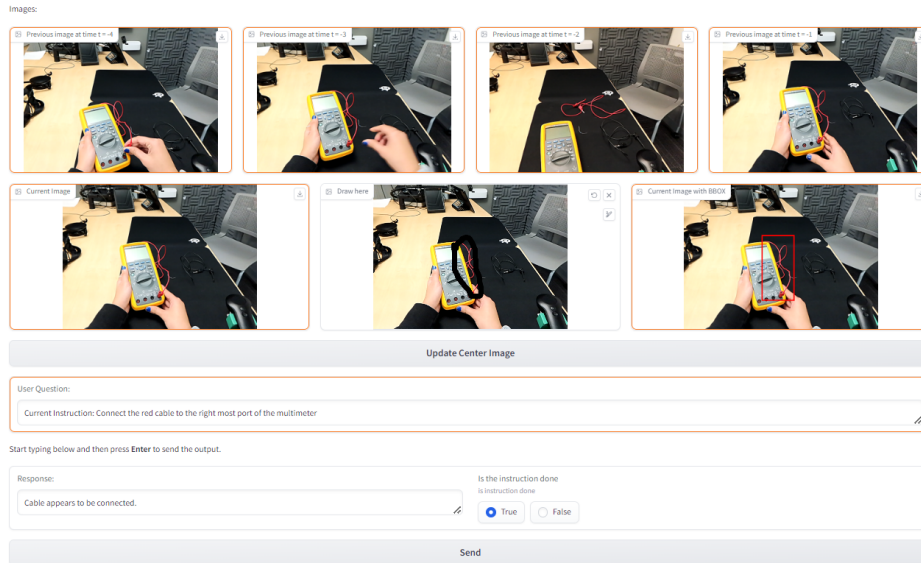 Images:
Previous image at time t = -4
Previous image at time t = -3
Previous image at time t = -2
Previous image at time t = -1
Current Image
Draw here
Current Image with BBOX
Update Center Image
User Question:
Current Instruction: Connect the red cable to the right most port of the multimeter
Start typing below and then press Enter to send the output.
Response:
Cable appears to be connected.
Is the instruction done
is instruction done
True
False
Send